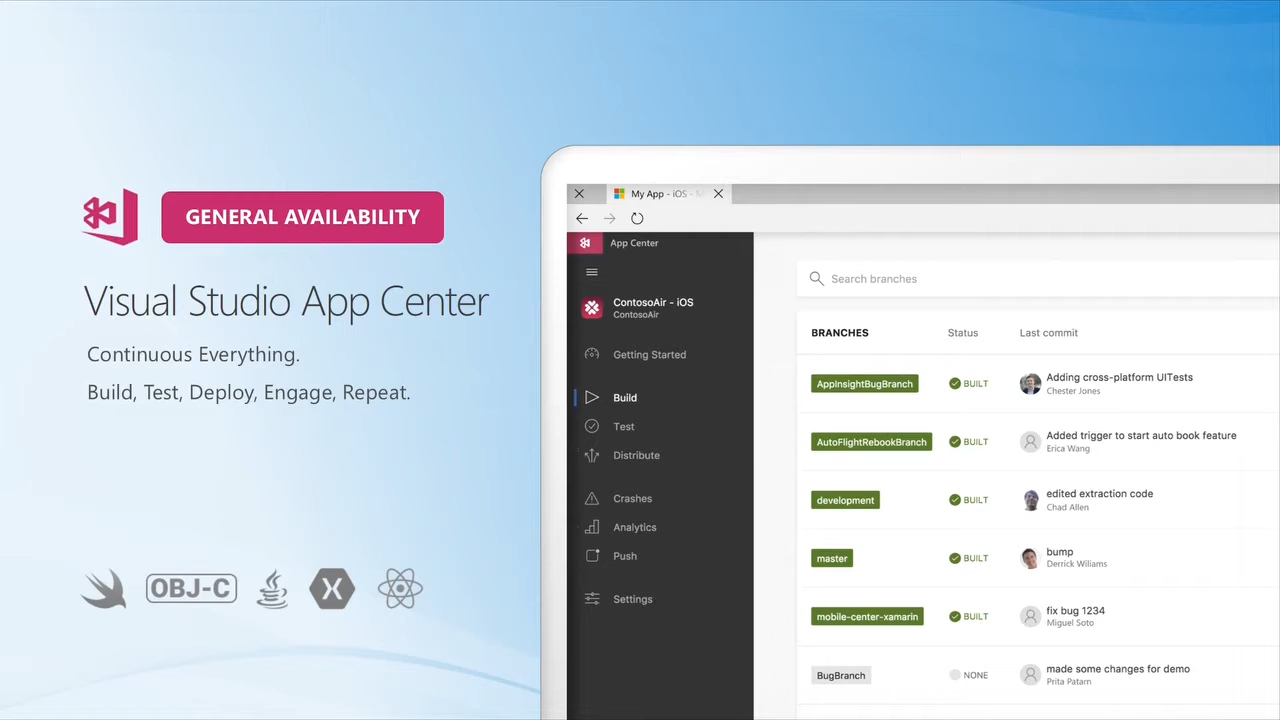 GENERAL AVAILABILITY
Visual Studio App Center
Continuous Everything.
Build, Test, Deploy, Engage, Repeat.
OBJ-C
X
My App - iOS -
App Center
ContosoAir - iOS
ContosoAir
Getting Started
Build
Test
Distribute
Crashes
Analytics
Push
Settings
Search branches
BRANCHES Status Last commit
AppInsightBugBranch BUILT Adding cross-platform UITests
Chester Jones
AutoFlightRebookBranch BUILT Added trigger to start auto book feature
Erica Wang
development BUILT edited extraction code
Chad Allen
master BUILT bump
Derrick Wiliams
mobile-center-xamarin BUILT fix bug 1234
Miguel Soto
BugBranch NONE made some changes for demo
Prita Patarn